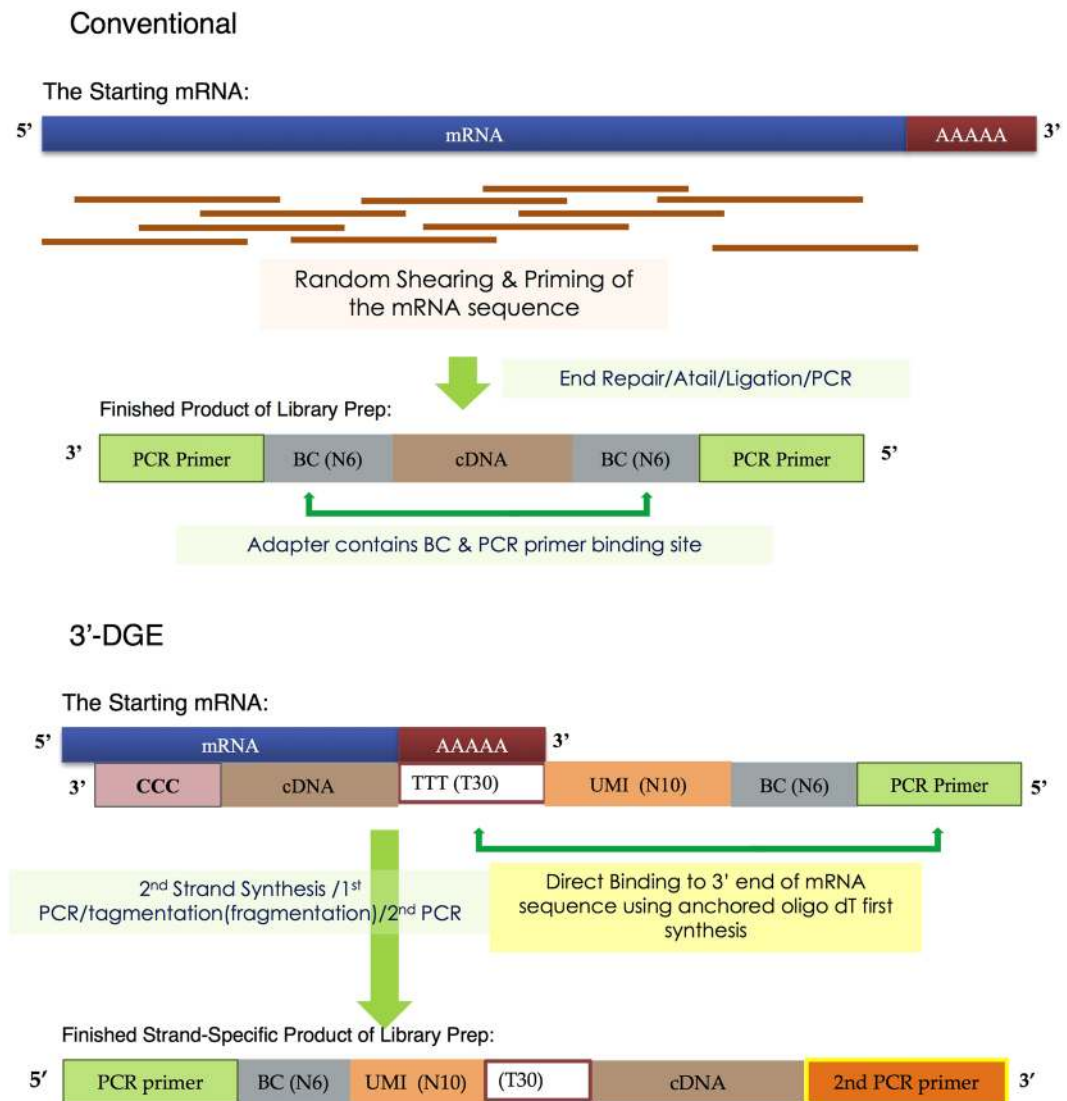 Conventional
The Starting mRNA:
5’ mRNA AAAAA 3’
Random Shearing & Priming of
the mRNA sequence
End Repair/Atail/Ligation/PCR
Finished Product of Library Prep:
3’ PCR Primer BC (N6) cDNA BC (N6) PCR Primer 5’
Adapter contains BC & PCR primer binding site
3’-DGE
The Starting mRNA:
5’ mRNA AAAAA 3’
3’ CCC cDNA TTT (T30) UMI (N10) BC (N6) PCR Primer 5’
2nd Strand Synthesis /1st
PCR/tagmentation(fragmentation)/2nd PCR
Direct Binding to 3’ end of mRNA
sequence using anchored oligo dT first
synthesis
Finished Strand-Specific Product of Library Prep:
5′ PCR primer BC (N6) UMI (N10) (T30) cDNA 2nd PCR primer 3′